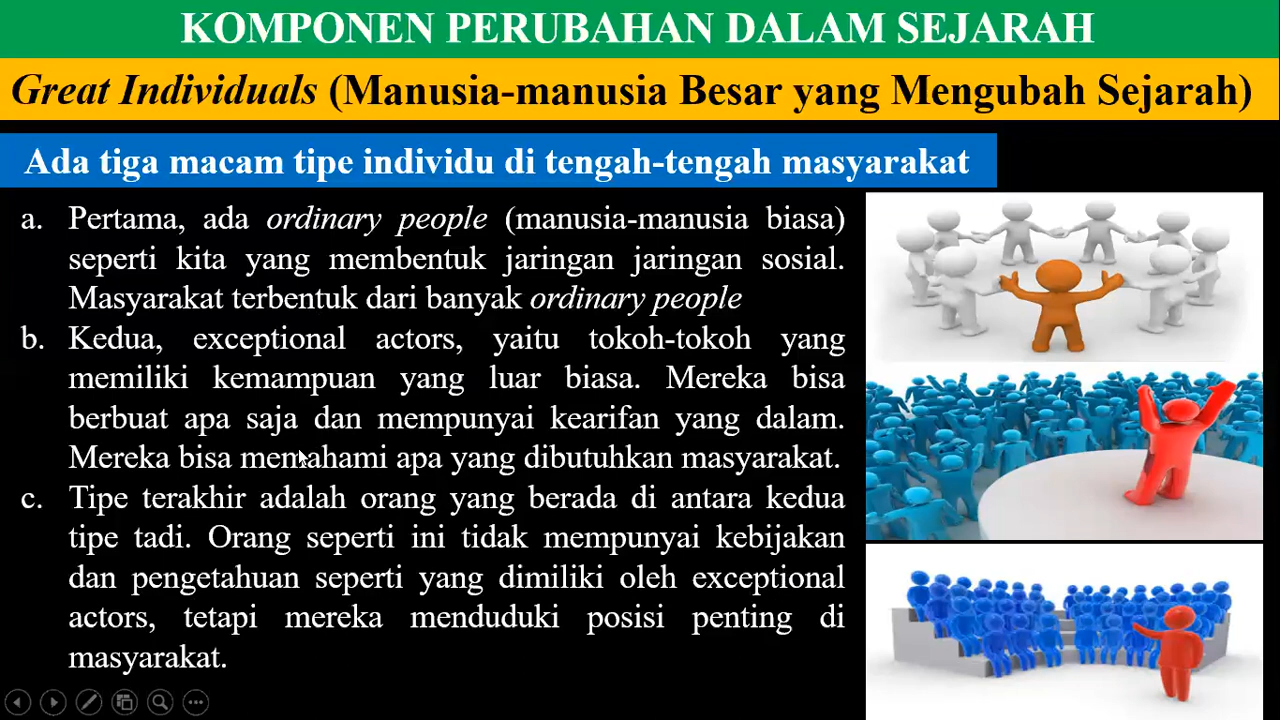 KOMPONEN PERUBAHAN DALAM SEJARAH
Great Individuals (Manusia-manusia Besar yang Mengubah Sejarah)
Ada tiga macam tipe individu di tengah-tengah masyarakat
a. Pertama, ada ordinary people (manusia-manusia biasa)
seperti kita yang membentuk jaringan jaringan sosial.
Masyarakat terbentuk dari banyak ordinary people
b. Kedua, exceptional actors, yaitu tokoh-tokoh yang
memiliki kemampuan yang luar biasa. Mereka bisa
berbuat apa saja dan mempunyai kearifan yang dalam.
Mereka bisa memahami apa yang dibutuhkan masyarakat.
c. Tipe terakhir adalah orang yang berada di antara kedua
tipe tadi. Orang seperti ini tidak mempunyai kebijakan
dan pengetahuan seperti yang dimiliki oleh exceptional
actors, tetapi mereka menduduki posisi penting di
masyarakat.